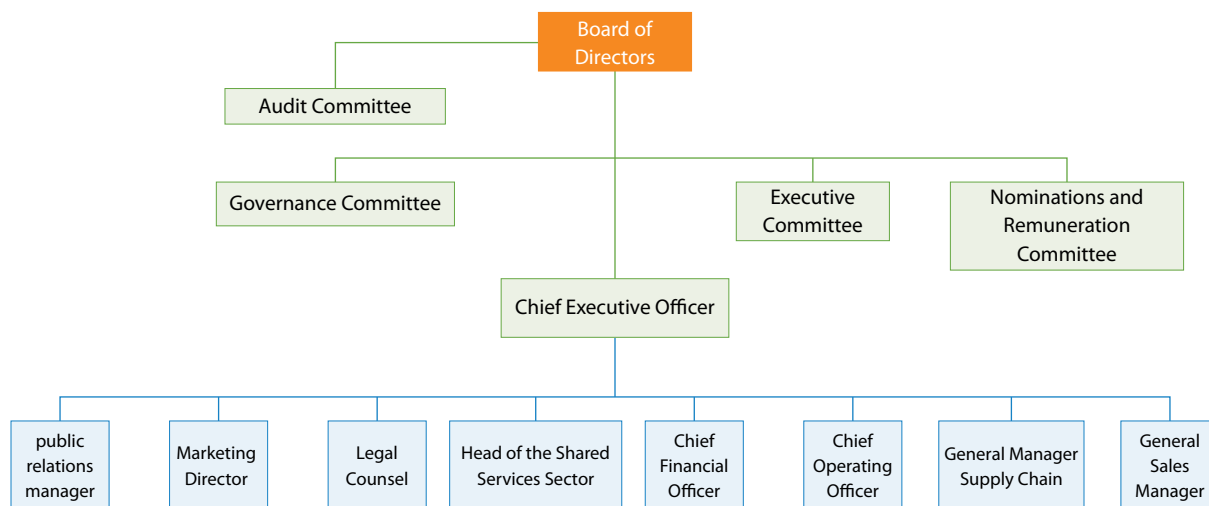 Board of
Directors
Audit Committee
Governance Committee
Executive
Committee
Nominations and
Remuneration
Committee
Chief Executive Officer
public
relations
manager
Marketing
Director
Legal
Counsel
Head of the Shared
Services Sector
Chief
Financial
Officer
Chief
Operating
Officer
General Manager
Supply Chain
General
Sales
Manager